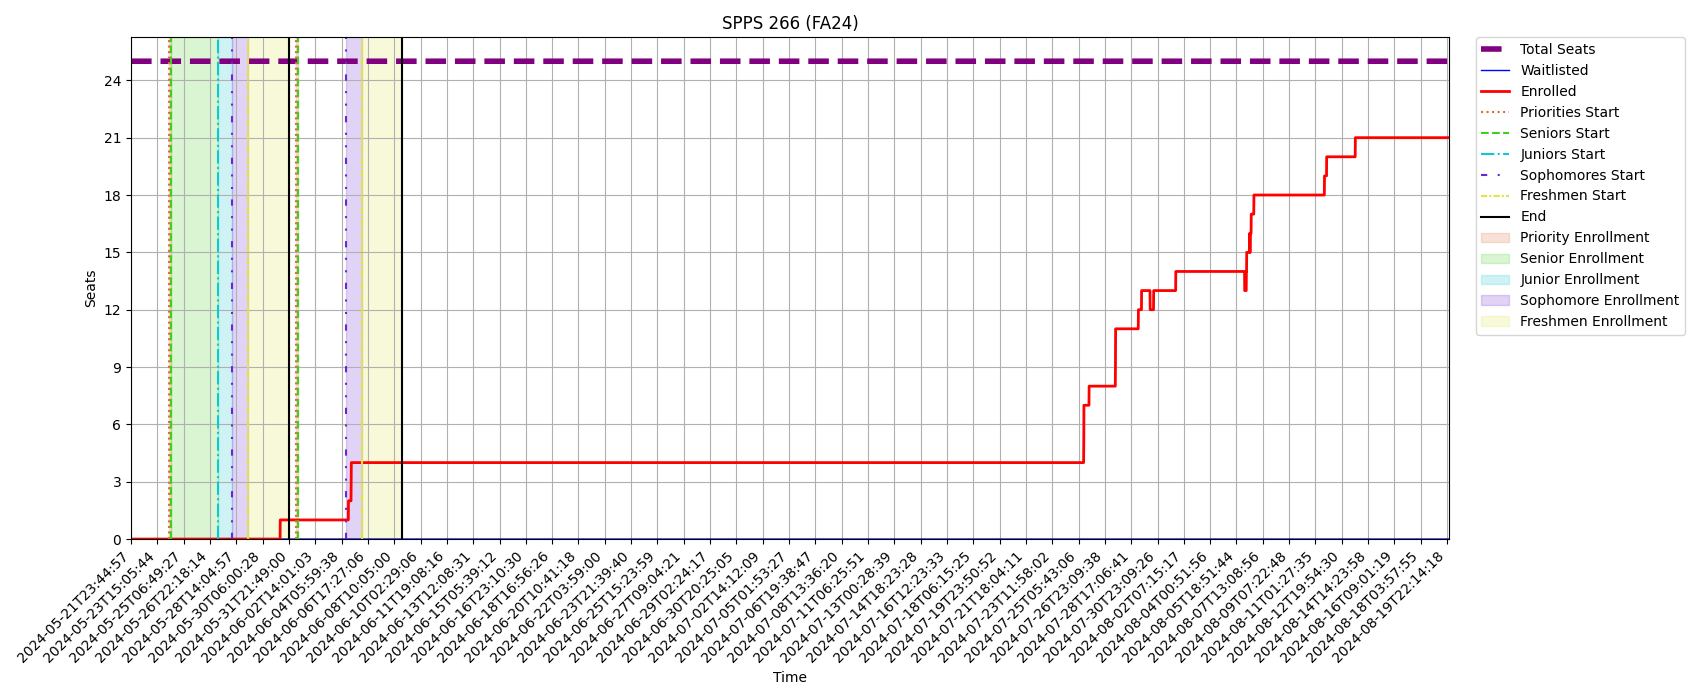 SPPS 266 (FA24)
Total Seats
Waitlisted
Enrolled
Priorities Start
Seniors Start
Juniors Start
Sophomores Start
Freshmen Start
End
Priority Enrollment
Senior Enrollment
Junior Enrollment
Sophomore Enrollment
Freshmen Enrollment
Seats
24
21
18
15
12
9
6
3
0
2024-05-21T23:44:57
2024-05-23T15:05:44
2024-05-25T06:49:27
2024-05-26T22:18:14
2024-05-28T14:04:57
2024-05-30T06:00:28
2024-05-31T21:49:00
2024-06-02T14:01:03
2024-06-04T05:59:38
2024-06-06T17:27:06
2024-06-08T10:05:00
2024-06-10T02:29:06
2024-06-11T19:08:16
2024-06-13T12:08:31
2024-06-15T05:39:12
2024-06-16T23:10:30
2024-06-18T16:56:26
2024-06-20T10:41:18
2024-06-22T03:59:00
2024-06-23T21:39:40
2024-06-25T15:23:59
2024-06-27T09:04:21
2024-06-29T02:24:17
2024-06-30T20:25:05
2024-07-02T14:12:09
2024-07-05T01:53:27
2024-07-06T19:38:47
2024-07-08T13:36:20
2024-07-11T06:25:51
2024-07-13T00:28:39
2024-07-14T18:23:28
2024-07-16T12:23:33
2024-07-18T06:15:25
2024-07-19T23:50:52
2024-07-21T18:04:11
2024-07-23T11:58:02
2024-07-25T05:43:06
2024-07-26T23:09:38
2024-07-28T17:06:41
2024-07-30T23:09:26
2024-08-02T07:15:17
2024-08-04T00:51:56
2024-08-05T18:51:44
2024-08-07T13:08:56
2024-08-09T07:22:48
2024-08-11T01:27:35
2024-08-12T19:54:30
2024-08-14T14:23:58
2024-08-16T09:01:19
2024-08-18T03:57:55
2024-08-19T22:14:18
Time